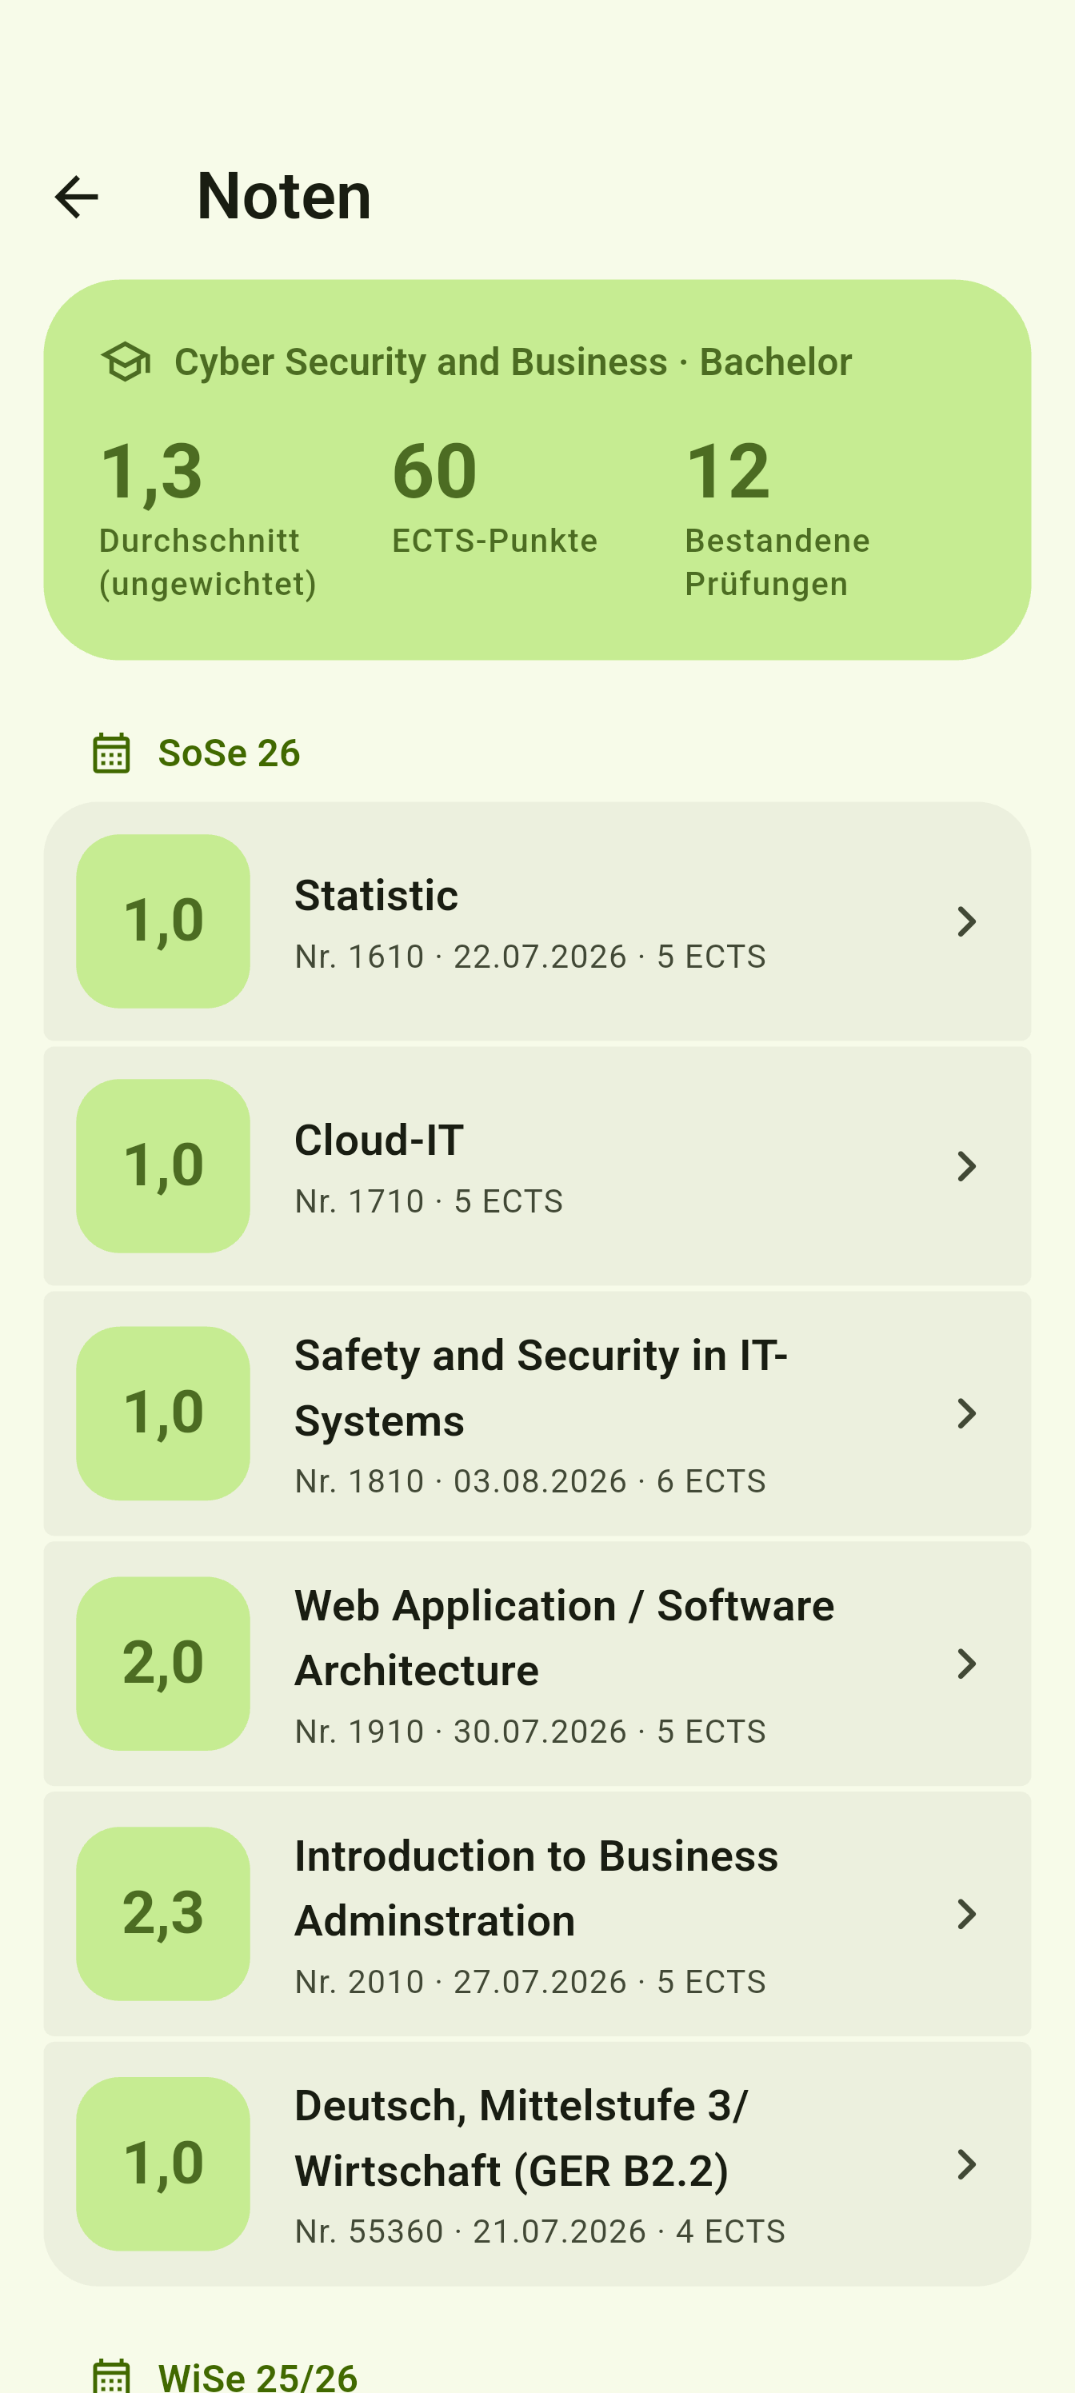 Noten
Cyber Security and Business · Bachelor
1,3
Durchschnitt
(ungewichtet)
60
ECTS-Punkte
12
Bestandene
Prüfungen
SoSe 26
1,0
Statistic
Nr. 1610 · 22.07.2026 · 5 ECTS
1,0
Cloud-IT
Nr. 1710 · 5 ECTS
1,0
Safety and Security in IT-
Systems
Nr. 1810 · 03.08.2026 · 6 ECTS
2,0
Web Application / Software
Architecture
Nr. 1910 · 30.07.2026 · 5 ECTS
2,3
Introduction to Business
Adminstration
Nr. 2010 · 27.07.2026 · 5 ECTS
1,0
Deutsch, Mittelstufe 3/
Wirtschaft (GER B2.2)
Nr. 55360 · 21.07.2026 · 4 ECTS
WiSe 25/26